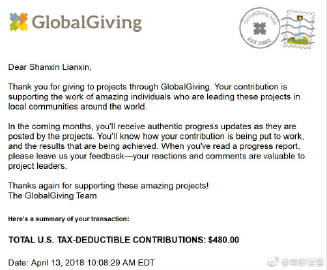 GlobalGiving
EST 2002
Dear Shanxin Lianxin,
Thank you for giving to projects through GlobalGiving. Your contribution is
supporting the work of amazing individuals who are leading these projects in
local communities around the world.
In the coming months, you'll receive authentic progress updates as they are
posted by the projects. You'll know how your contribution is being put to work,
and the results that are being achieved. When you've read a progress report,
please leave us your feedback—your reactions and comments are valuable to
project leaders.
Thanks again for supporting these amazing projects!
The GlobalGiving Team
Here's a summary of your transaction:
TOTAL U.S. TAX-DEDUCTIBLE CONTRIBUTIONS: $480.00
Date: April 13, 2018 10:08:29 AM EDT